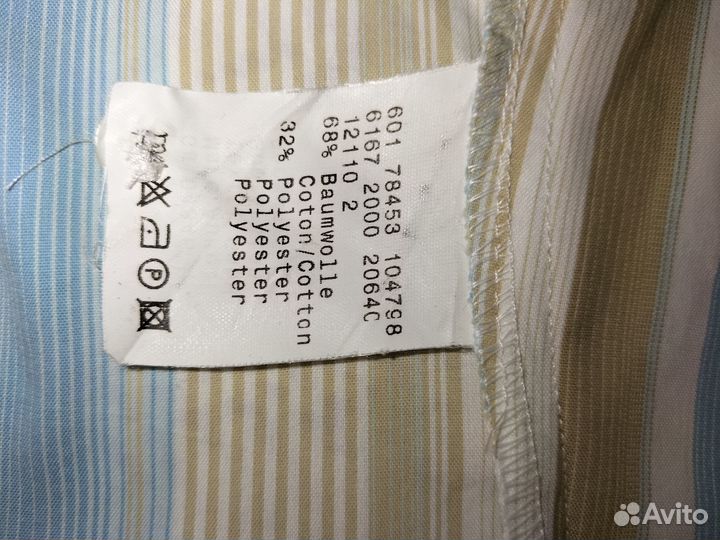 601 78453 104798
6167 2000 2064C
12110 2
68% Baumwolle
Coton/Cotton
32% Polyester
Polyester
Polyester
P
Avito